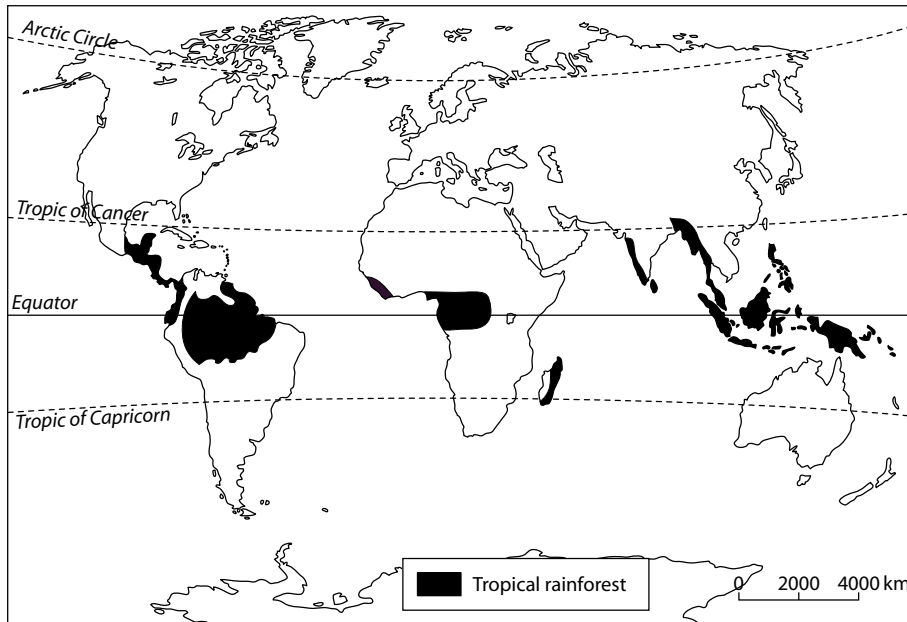 Arctic Circle
Tropic of Cancer
Equator
Tropic of Capricorn
Tropical rainforest
0 2000 4000 km